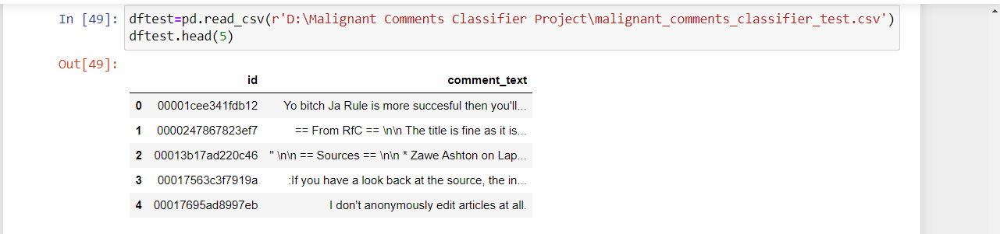 In [49]: dftest=pd.read_csv(r'D:\Malignant Comments Classifier Project\malignant_comments_classifier_test.csv')
dftest.head(5)
Out[49]:
id comment_text
0 00001cee341fdb12 Yo bitch Ja Rule is more succesful then you'll...
1 0000247867823ef7 == From RfC == \n\n The title is fine as it is...
2 00013b17ad220c46 " \n\n == Sources == \n\n * Zawe Ashton on Lap...
3 00017563c3f7919a :If you have a look back at the source, the in...
4 00017695ad8997eb I don't anonymously edit articles at all.